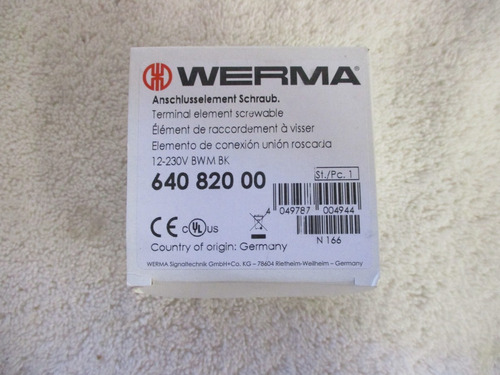 WERMA®
Anschlusselement Schraub.
Terminal element screwable
Élément de raccordement à visser
Elemento de conexión unión roscada
12-230V BWM BK
640 820 00
St./Pc. 1
4 049787 004944
N 166
CE c UL us
Country of origin: Germany
WERMA Signaltechnik GmbH+Co. KG – 78604 Rietheim-Weilheim – Germany